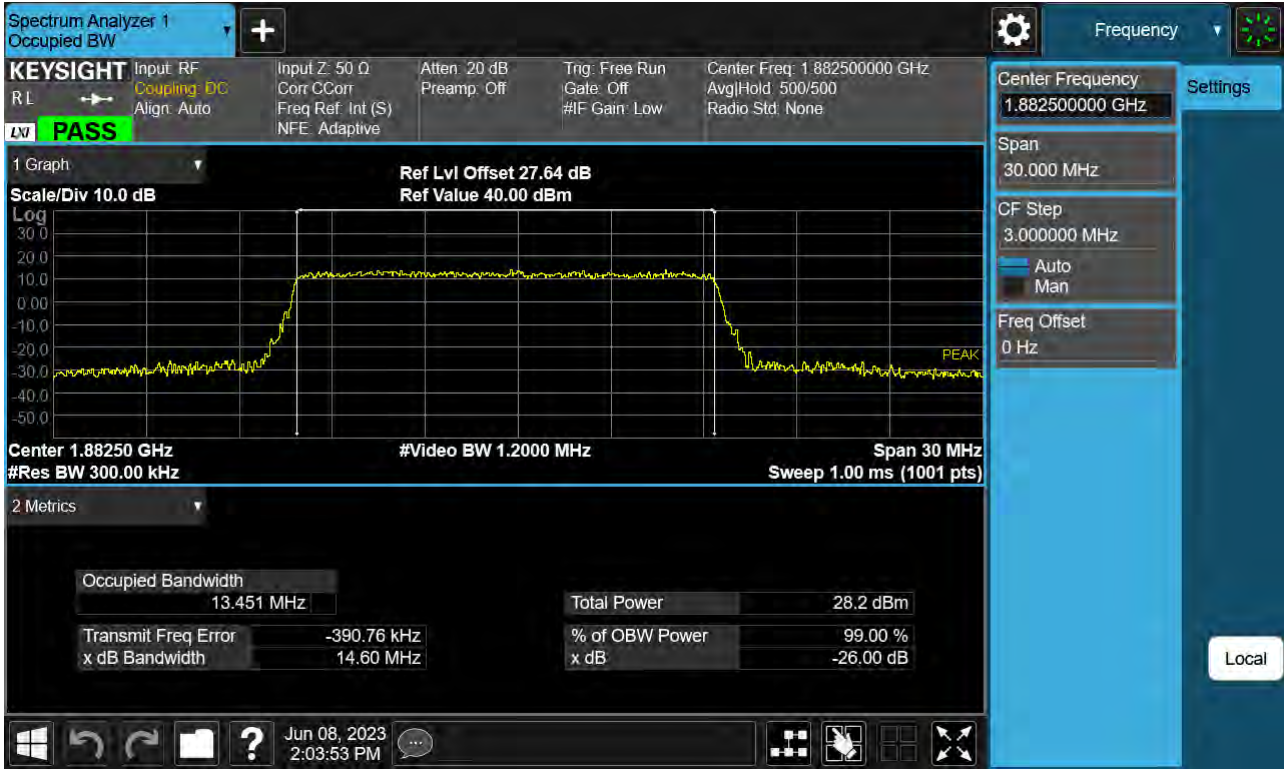 Spectrum Analyzer 1
Occupied BW
+
Frequency
KEYSIGHT
R L
LXI
PASS
Input: RF
Coupling: DC
Align: Auto
Input Z: 50 Ω
Corr CCorr
Freq Ref: Int (S)
NFE: Adaptive
Atten: 20 dB
Preamp: Off
Trig: Free Run
Gate: Off
#IF Gain: Low
Center Freq: 1.882500000 GHz
Avg|Hold: 500/500
Radio Std: None
Center Frequency
1.882500000 GHz
Settings
Span
30.000 MHz
CF Step
3.000000 MHz
Auto
Man
Freq Offset
0 Hz
Local
1 Graph
Scale/Div 10.0 dB
Ref Lvl Offset 27.64 dB
Ref Value 40.00 dBm
Log
30.0
20.0
10.0
0.00
-10.0
-20.0
-30.0
-40.0
-50.0
PEAK
Center 1.88250 GHz
#Video BW 1.2000 MHz
Span 30 MHz
#Res BW 300.00 kHz
Sweep 1.00 ms (1001 pts)
2 Metrics
Occupied Bandwidth
13.451 MHz
Total Power 28.2 dBm
Transmit Freq Error -390.76 kHz
% of OBW Power 99.00 %
x dB Bandwidth 14.60 MHz
x dB -26.00 dB
?
Jun 08, 2023
2:03:53 PM